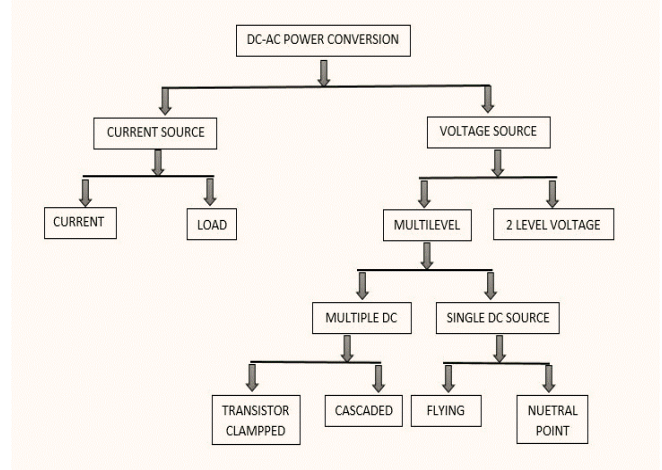 DC-AC POWER CONVERSION
CURRENT SOURCE
VOLTAGE SOURCE
CURRENT
LOAD
MULTILEVEL
2 LEVEL VOLTAGE
MULTIPLE DC
SINGLE DC SOURCE
TRANSISTOR
CLAMPPED
CASCADED
FLYING
NUETRAL
POINT